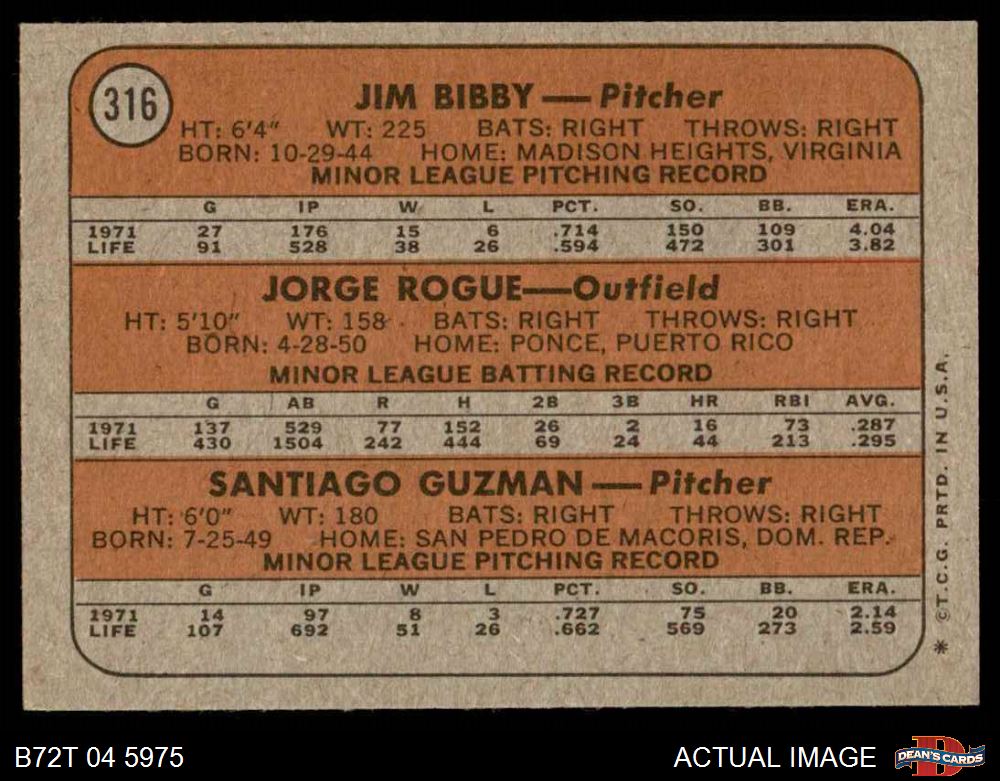 316
JIM BIBBY — Pitcher
HT: 6'4" WT: 225 BATS: RIGHT THROWS: RIGHT
BORN: 10-29-44 HOME: MADISON HEIGHTS, VIRGINIA
MINOR LEAGUE PITCHING RECORD
G IP W L PCT. SO. BB. ERA.
1971 27 176 15 6 .714 150 109 4.04
LIFE 91 528 38 26 .594 472 301 3.82
JORGE ROGUE—Outfield
HT: 5'10" WT: 158 BATS: RIGHT THROWS: RIGHT
BORN: 4-28-50 HOME: PONCE, PUERTO RICO
MINOR LEAGUE BATTING RECORD
G AB R H 2B 3B HR RBI AVG.
1971 137 529 77 152 26 2 16 73 .287
LIFE 430 1504 242 444 69 24 44 213 .295
SANTIAGO GUZMAN — Pitcher
HT: 6'0" WT: 180 BATS: RIGHT THROWS: RIGHT
BORN: 7-25-49 HOME: SAN PEDRO DE MACORIS, DOM. REP.
MINOR LEAGUE PITCHING RECORD
G IP W L PCT. SO. BB. ERA.
1971 14 97 8 3 .727 75 20 2.14
LIFE 107 692 51 26 .662 569 273 2.59
* ©T.C.G. PRTD. IN U.S.A.
B72T 04 5975
ACTUAL IMAGE
D
DEAN'S CARDS